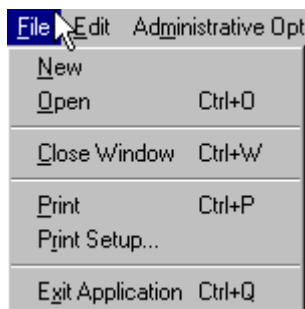 File Edit Administrative Opt
New
Open Ctrl+O
Close Window Ctrl+W
Print Ctrl+P
Print Setup...
Exit Application Ctrl+Q